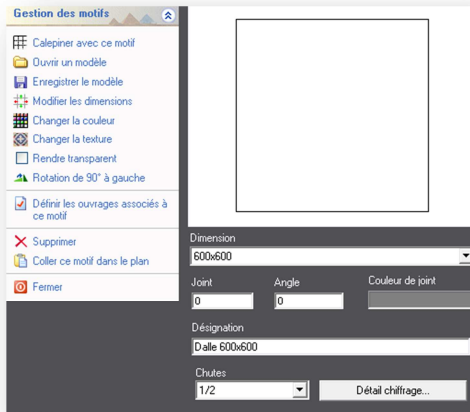 Gestion des motifs
Calepiner avec ce motif
Ouvrir un modèle
Enregistrer le modèle
Modifier les dimensions
Changer la couleur
Changer la texture
Rendre transparent
Rotation de 90° à gauche
Définir les ouvrages associés à
ce motif
Supprimer
Coller ce motif dans le plan
Fermer
Dimension
600x600
Joint Angle Couleur de joint
0 0
Désignation
Dalle 600x600
Chutes
1/2 Détail chiffrage...